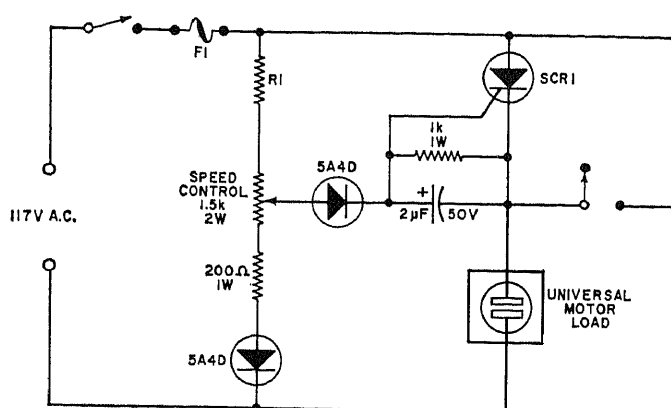 F1
R1
SCR1
1k
1W
5A4D
SPEED
CONTROL
1.5k
2W
+
2µF
50V
117V A.C.
200Ω
1W
UNIVERSAL
MOTOR
LOAD
5A4D